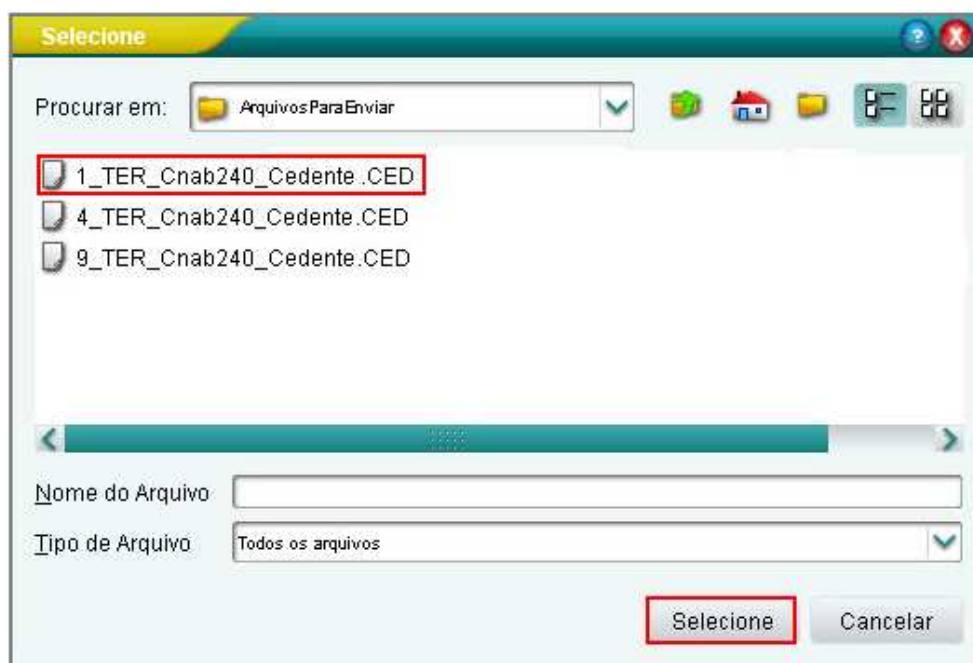 Selecione
Procurar em: ArquivosParaEnviar
1_TER_Cnab240_Cedente.CED
4_TER_Cnab240_Cedente.CED
9_TER_Cnab240_Cedente.CED
Nome do Arquivo
Tipo de Arquivo Todos os arquivos
Selecione Cancelar